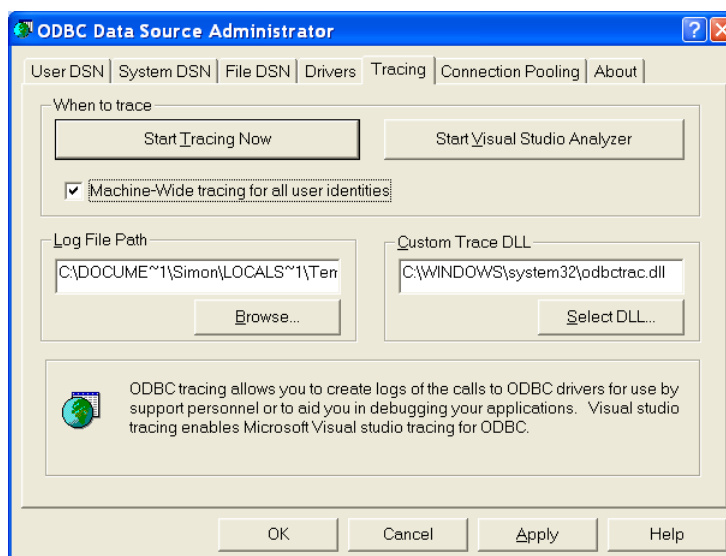 ODBC Data Source Administrator
User DSN System DSN File DSN Drivers Tracing Connection Pooling About
When to trace
Start Tracing Now Start Visual Studio Analyzer
Machine-Wide tracing for all user identities
Log File Path Custom Trace DLL
C:\DOCUME~1\Simon\LOCALS~1\Tem C:\WINDOWS\system32\odbctrac.dll
Browse... Select DLL...
ODBC tracing allows you to create logs of the calls to ODBC drivers for use by
support personnel or to aid you in debugging your applications. Visual studio
tracing enables Microsoft Visual studio tracing for ODBC.
OK Cancel Apply Help